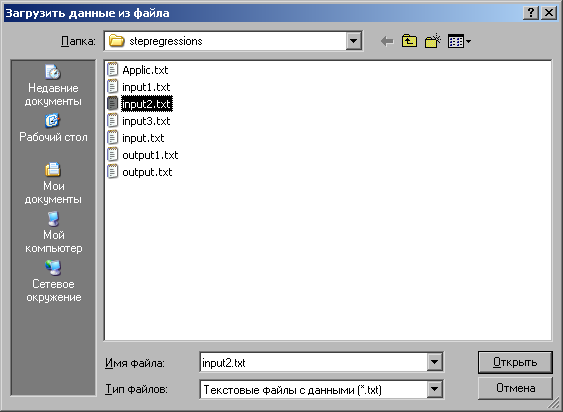 Загрузить данные из файла
Папка: stepregressions
Недавние документы
Рабочий стол
Мои документы
Мой компьютер
Сетевое окружение
Applic.txt
input1.txt
input2.txt
input3.txt
input.txt
output1.txt
output.txt
Имя файла: input2.txt
Открыть
Тип файлов: Текстовые файлы с данными (*.txt)
Отмена